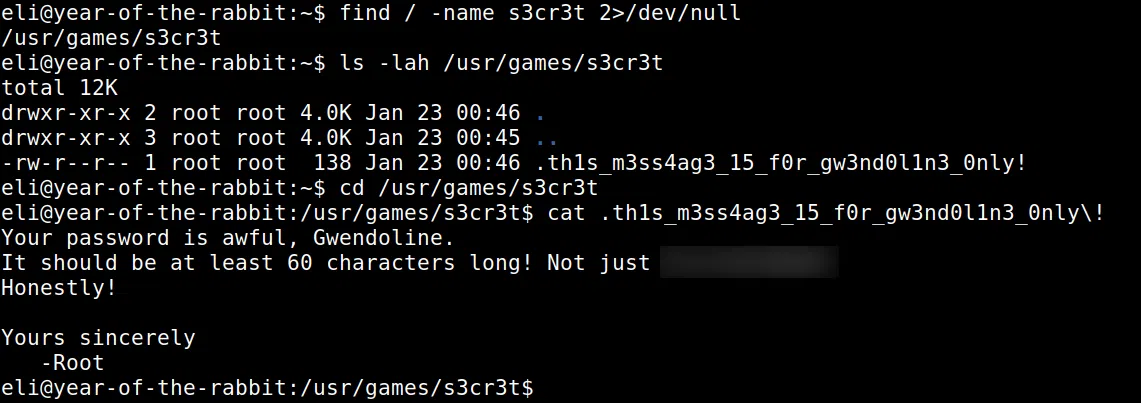 eli@year-of-the-rabbit:~$ find / -name s3cr3t 2>/dev/null
/usr/games/s3cr3t
eli@year-of-the-rabbit:~$ ls -lah /usr/games/s3cr3t
total 12K
drwxr-xr-x 2 root root 4.0K Jan 23 00:46 .
drwxr-xr-x 3 root root 4.0K Jan 23 00:45 ..
-rw-r--r-- 1 root root  138 Jan 23 00:46 .th1s_m3ss4ag3_15_f0r_gw3nd0l1n3_0nly!
eli@year-of-the-rabbit:~$ cd /usr/games/s3cr3t
eli@year-of-the-rabbit:/usr/games/s3cr3t$ cat .th1s_m3ss4ag3_15_f0r_gw3nd0l1n3_0nly\!
Your password is awful, Gwendoline.
It should be at least 60 characters long! Not just
Honestly!
Yours sincerely
   -Root
eli@year-of-the-rabbit:/usr/games/s3cr3t$